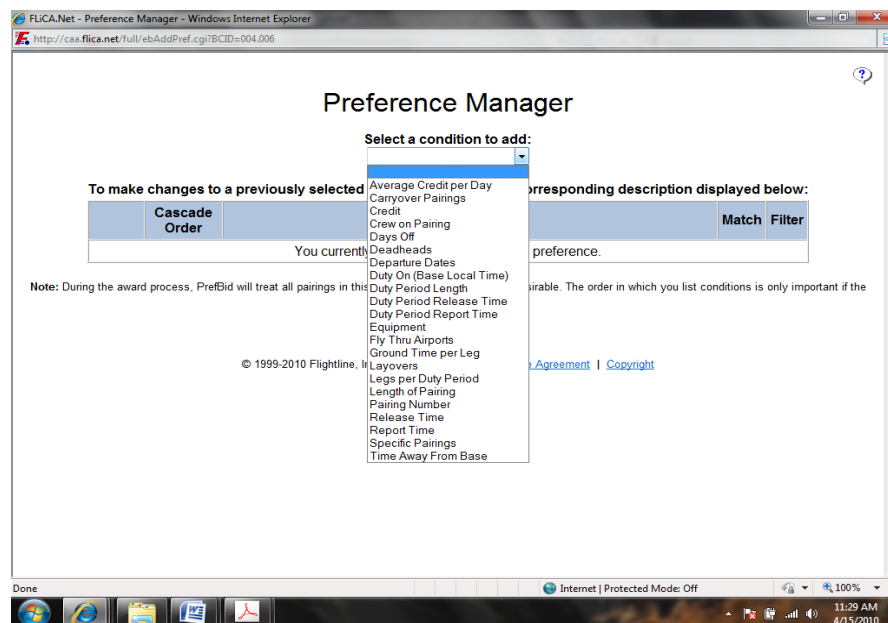 FLiCA.Net - Preference Manager - Windows Internet Explorer
http://caa.flica.net/full/ebAddPref.cgi?BCID=004.006
Preference Manager
Select a condition to add:
To make changes to a previously selected
orresponding description displayed below:
Cascade Order
Match
Filter
You currently
preference.
Note: During the award process, PrefBid will treat all pairings in this
sirable. The order in which you list conditions is only important if the
© 1999-2010 Flightline, In
Agreement | Copyright
Average Credit per Day
Carryover Pairings
Credit
Crew on Pairing
Days Off
Deadheads
Departure Dates
Duty On (Base Local Time)
Duty Period Length
Duty Period Release Time
Duty Period Report Time
Equipment
Fly Thru Airports
Ground Time per Leg
Layovers
Legs per Duty Period
Length of Pairing
Pairing Number
Release Time
Report Time
Specific Pairings
Time Away From Base
Done
Internet | Protected Mode: Off
100%
11:29 AM
4/15/2010